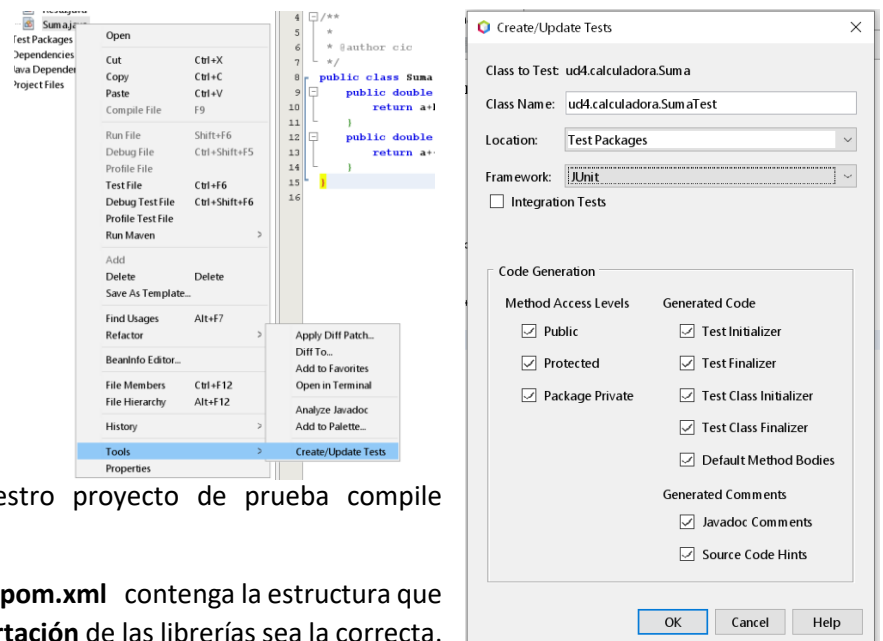 Suma.java
Test Packages
Dependencies
Java Depender
Project Files
Open
Cut Ctrl+X
Copy Ctrl+C
Paste Ctrl+V
Compile File F9
Run File Shift+F6
Debug File Ctrl+Shift+F5
Profile File
Test File Ctrl+F6
Debug Test File Ctrl+Shift+F6
Profile Test File
Run Maven >
Add
Delete Delete
Save As Template...
Find Usages Alt+F7
Refactor >
BeanInfo Editor...
File Members Ctrl+F12
File Hierarchy Alt+F12
History >
Tools >
Properties
Apply Diff Patch...
Diff To...
Add to Favorites
Open in Terminal
Analyze Javadoc
Add to Palette...
Create/Update Tests
4 /**
5 *
6 * @author cic
7 */
8 public class Suma
9 public double
10 return a+
11 }
12 public double
13 return a+
14 }
15 }
16
estro proyecto de prueba compile
pom.xml contenga la estructura que
rtación de las librerías sea la correcta.
Create/Update Tests
Class to Test: ud4.calculadora.Suma
Class Name: ud4.calculadora.SumaTest
Location: Test Packages
Framework: JUnit
Integration Tests
Code Generation
Method Access Levels
Public
Protected
Package Private
Generated Code
Test Initializer
Test Finalizer
Test Class Initializer
Test Class Finalizer
Default Method Bodies
Generated Comments
Javadoc Comments
Source Code Hints
OK Cancel Help